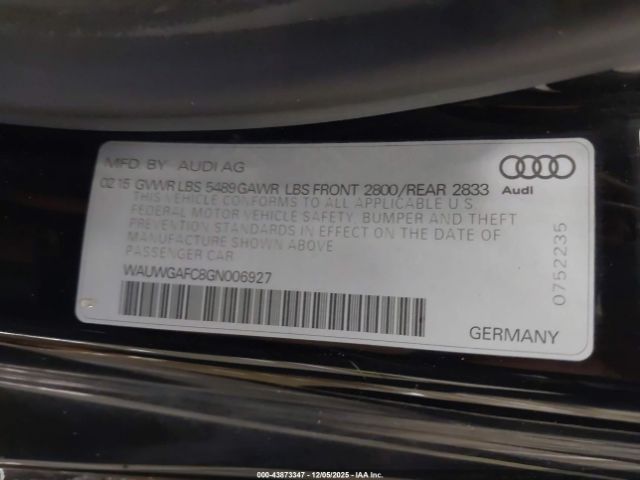 MFD. BY AUDI AG
02 15 GVWR LBS 5489 GAWR LBS FRONT 2800/REAR 2833
THIS VEHICLE CONFORMS TO ALL APPLICABLE U.S.
FEDERAL MOTOR VEHICLE SAFETY, BUMPER AND THEFT
PREVENTION STANDARDS IN EFFECT ON THE DATE OF
MANUFACTURE SHOWN ABOVE.
PASSENGER CAR
WAUWGAFC8GN006927
Audi
0752235
GERMANY
000-43873347 - 12/05/2025 - IAA Inc.